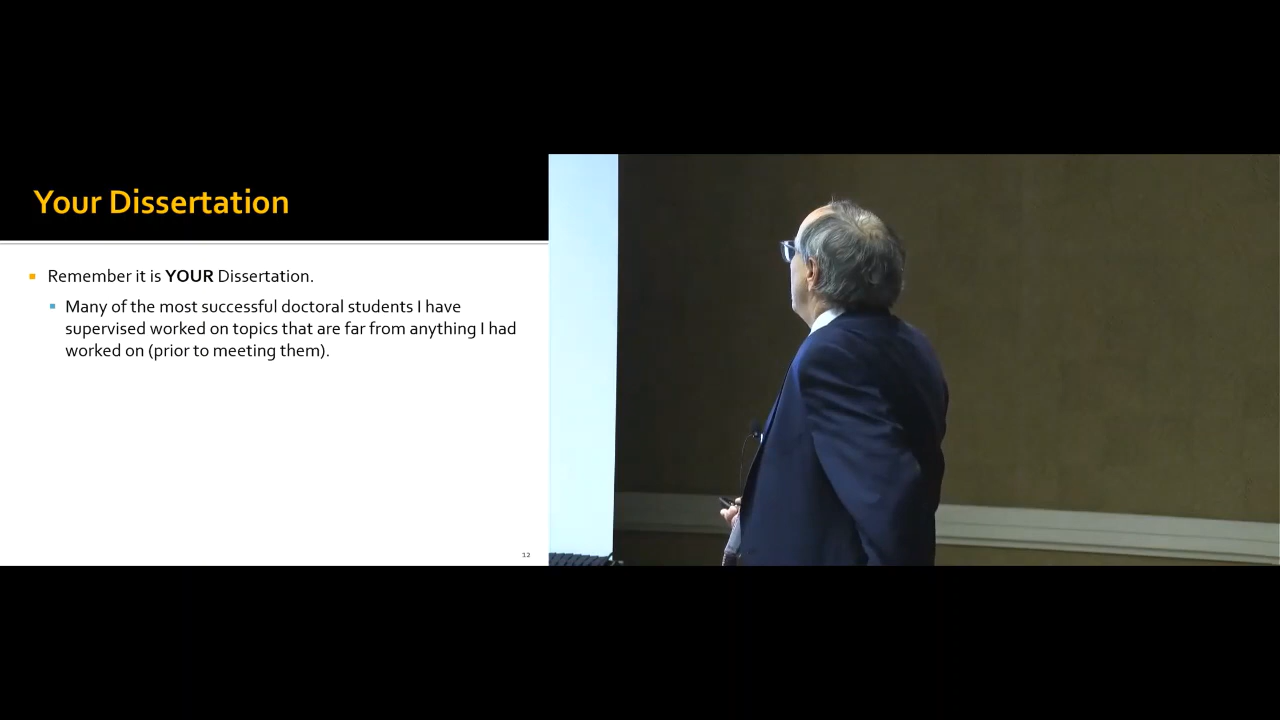 Your Dissertation
Remember it is YOUR Dissertation.
Many of the most successful doctoral students I have
supervised worked on topics that are far from anything I had
worked on (prior to meeting them).
12